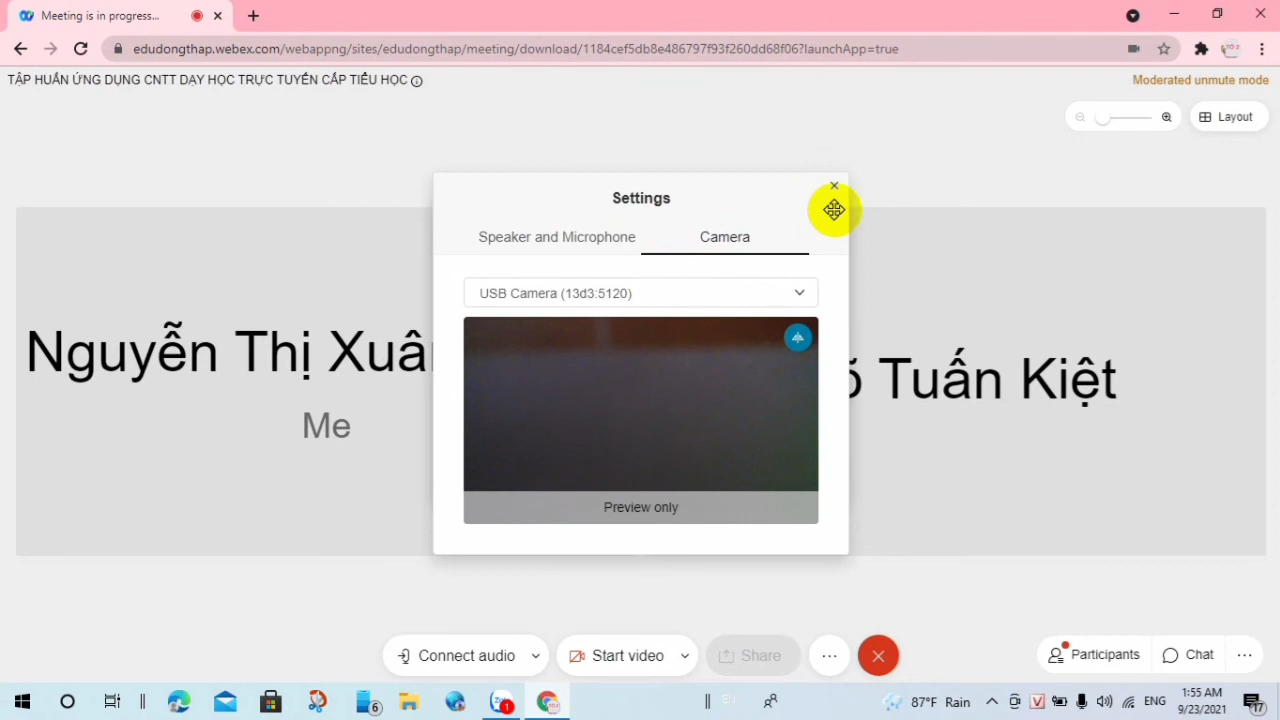 Meeting is in progress...
edudongthap.webex.com/webappng/sites/edudongthap/meeting/download/1184cef5db8e486797f93f260dd68f06?launchApp=true
TẬP HUẤN ỨNG DỤNG CNTT DẠY HỌC TRỰC TUYẾN CẤP TIỂU HỌC
Moderated unmute mode
Layout
Settings
Speaker and Microphone
Camera
USB Camera (13d3:5120)
Nguyễn Thị Xuân
Me
Tuấn Kiệt
Preview only
Connect audio
Start video
Share
Participants
Chat
6
1
87°F Rain
ENG
1:55 AM
9/23/2021
17